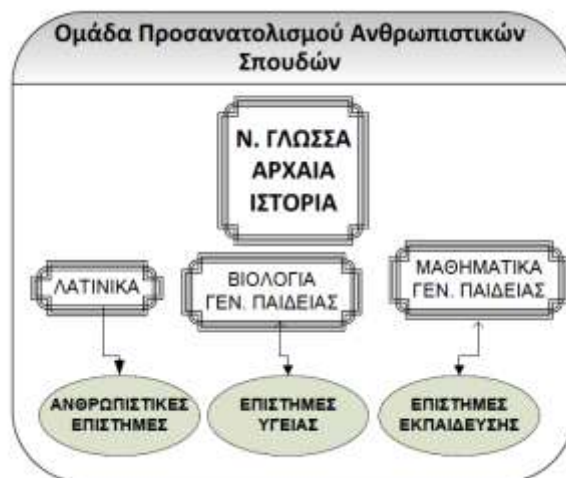 Ομάδα Προσανατολισμού Ανθρωπιστικών
Σπουδών
Ν. ΓΛΩΣΣΑ
ΑΡΧΑΙΑ
ΙΣΤΟΡΙΑ
ΛΑΤΙΝΙΚΑ
ΒΙΟΛΟΓΙΑ
ΓΕΝ. ΠΑΙΔΕΙΑΣ
ΜΑΘΗΜΑΤΙΚΑ
ΓΕΝ. ΠΑΙΔΕΙΑΣ
ΑΝΘΡΩΠΙΣΤΙΚΕΣ
ΕΠΙΣΤΗΜΕΣ
ΕΠΙΣΤΗΜΕΣ
ΥΓΕΙΑΣ
ΕΠΙΣΤΗΜΕΣ
ΕΚΠΑΙΔΕΥΣΗΣ